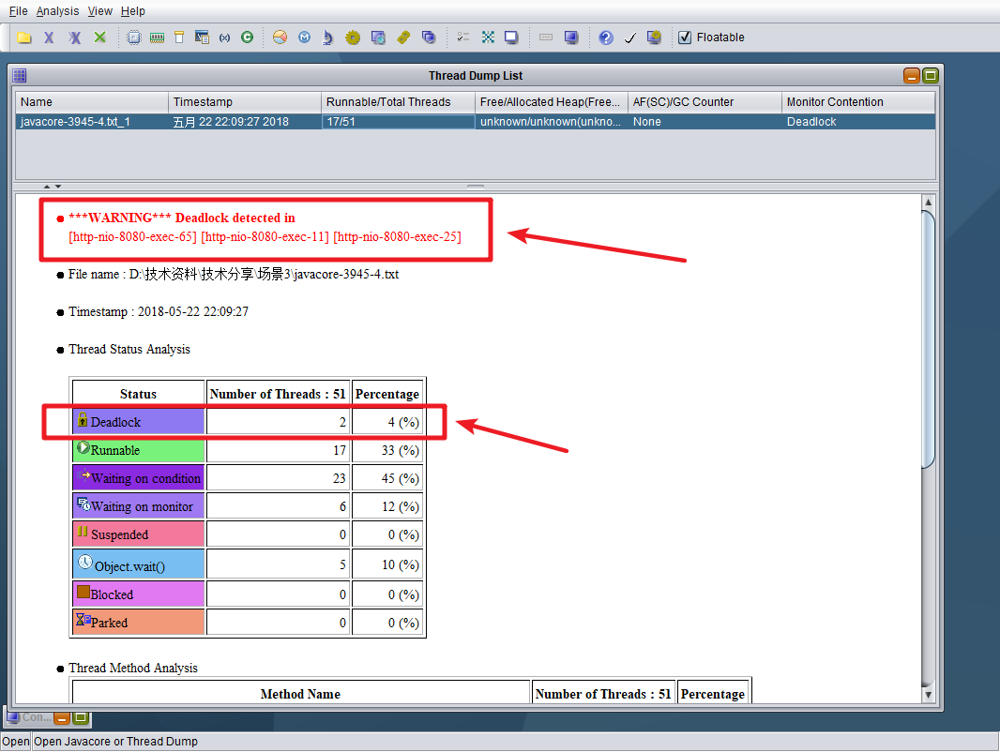 File Analysis View Help
Floatable
Thread Dump List
Name Timestamp Runnable/Total Threads Free/Allocated Heap(Free... AF(SC)/GC Counter Monitor Contention
javacore-3945-4.txt_1 五月 22 22:09:27 2018 17/51 unknown/unknown(unkno... None Deadlock
***WARNING*** Deadlock detected in
[http-nio-8080-exec-65] [http-nio-8080-exec-11] [http-nio-8080-exec-25]
File name : D:\技术资料\技术分享\场景3\javacore-3945-4.txt
Timestamp : 2018-05-22 22:09:27
Thread Status Analysis
Status Number of Threads : 51 Percentage
Deadlock 2 4 (%)
Runnable 17 33 (%)
Waiting on condition 23 45 (%)
Waiting on monitor 6 12 (%)
Suspended 0 0 (%)
Object.wait() 5 10 (%)
Blocked 0 0 (%)
Parked 0 0 (%)
Thread Method Analysis
Method Name Number of Threads : 51 Percentage
Con...
Open Open Javacore or Thread Dump